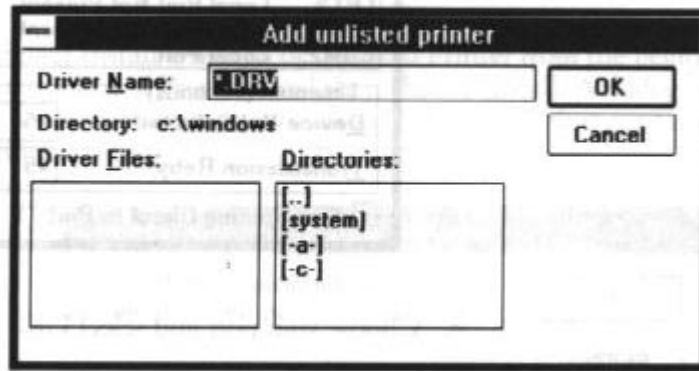 Add unlisted printer
Driver Name: *.DRV
OK
Directory: c:\windows
Cancel
Driver Files:
Directories:
[..]
[system]
[-a-]
[-c-]